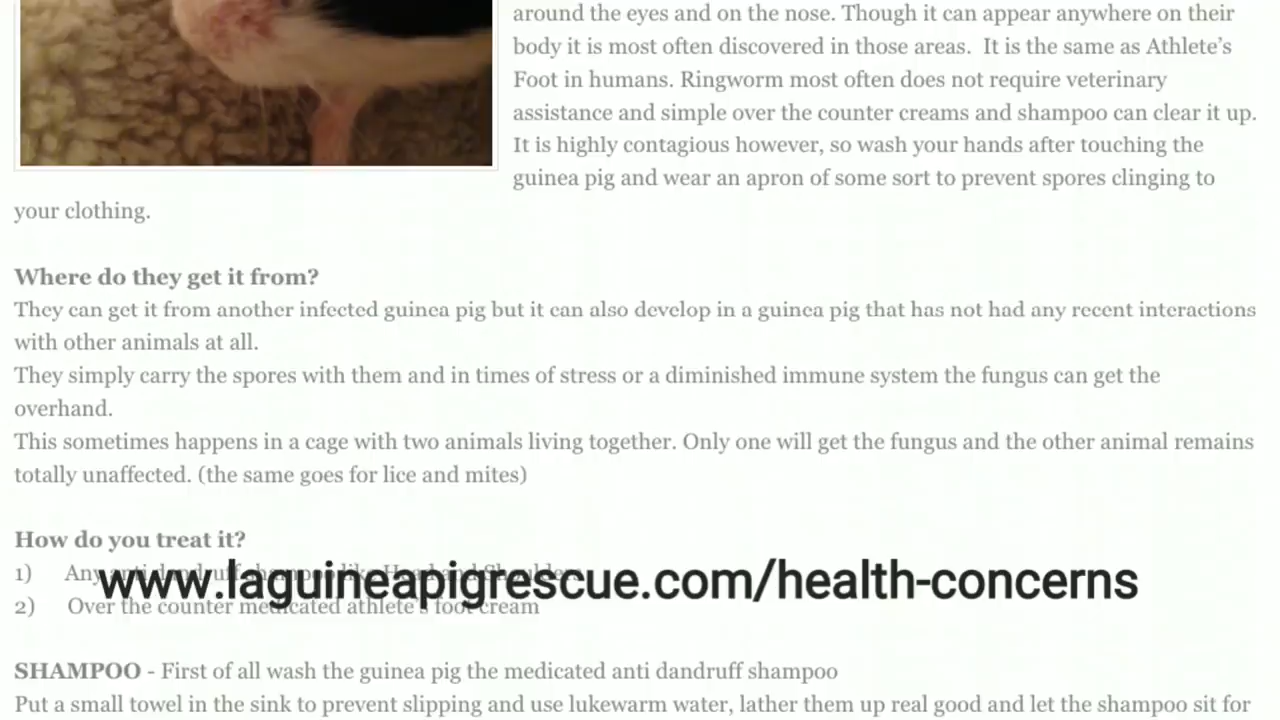 around the eyes and on the nose. Though it can appear anywhere on their
body it is most often discovered in those areas.  It is the same as Athlete's
Foot in humans. Ringworm most often does not require veterinary
assistance and simple over the counter creams and shampoo can clear it up.
It is highly contagious however, so wash your hands after touching the
guinea pig and wear an apron of some sort to prevent spores clinging to
your clothing.
Where do they get it from?
They can get it from another infected guinea pig but it can also develop in a guinea pig that has not had any recent interactions
with other animals at all.
They simply carry the spores with them and in times of stress or a diminished immune system the fungus can get the
overhand.
This sometimes happens in a cage with two animals living together. Only one will get the fungus and the other animal remains
totally unaffected. (the same goes for lice and mites)
How do you treat it?
1) Any anti dandruff shampoo like Head and Shoulders
www.laguineapigrescue.com/health-concerns
2) Over the counter medicated athlete's foot cream
SHAMPOO - First of all wash the guinea pig the medicated anti dandruff shampoo
Put a small towel in the sink to prevent slipping and use lukewarm water, lather them up real good and let the shampoo sit for